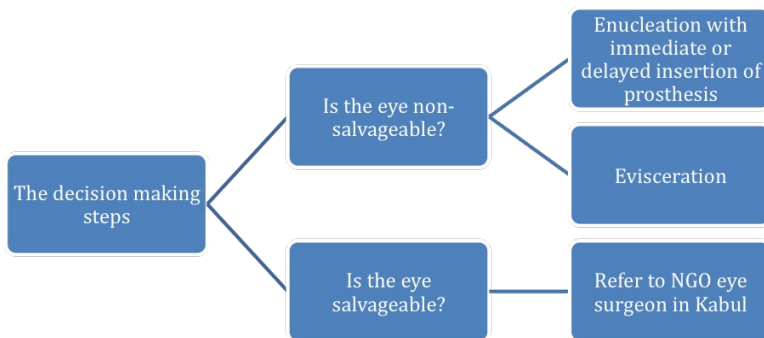 The decision making
steps
Is the eye non-
salvageable?
Enucleation with
immediate or
delayed insertion of
prosthesis
Evisceration
Is the eye
salvageable?
Refer to NGO eye
surgeon in Kabul